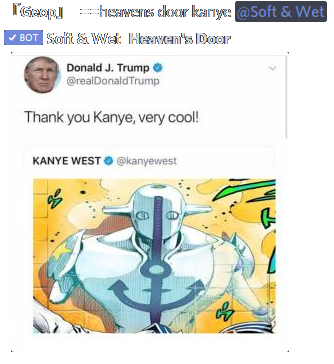 『Geop』 ==heavens door kanye @Soft & Wet
✔ BOT Soft & Wet Heaven's Door
Donald J. Trump
@realDonaldTrump
Thank you Kanye, very cool!
KANYE WEST @kanyewest